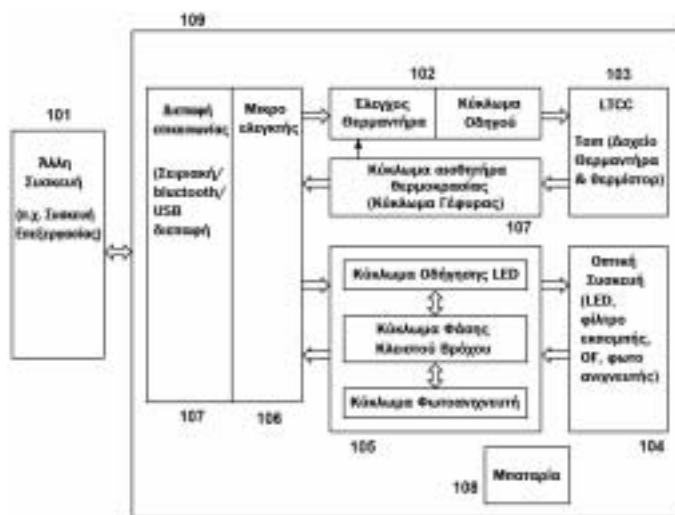 109
101
Άλλη
Συσκευή
(π.χ. Συσκευή
Επεξεργασίας)
Διεπαφή
επικοινωνίας
(Σειριακή/
bluetooth/
USB
διεπαφή)
Μικρο
ελεγκτής
107
106
102
Έλεγχος
Θερμαντήρα
Κύκλωμα
Οδηγού
Κύκλωμα αισθητήρα
θερμοκρασίας
(Κύκλωμα Γέφυρας)
107
103
LTCC
Τσιπ (Δοχείο
Θερμαντήρα
& θερμίστορ)
Κύκλωμα Οδήγησης LED
Κύκλωμα Φάσης
Κλειστού Βρόχου
Κύκλωμα Φωτοανιχνευτή
105
Οπτική
Συσκευή
(LED,
φίλτρο
εκπομπής,
OF, φωτο
ανιχνευτής)
104
108
Μπαταρία